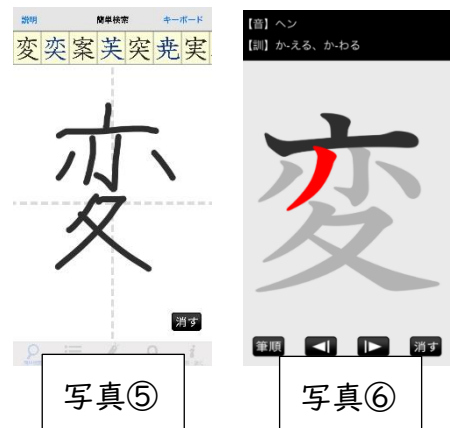 説明 簡単検索 キーボード
変 奕 案 芙 突 尭 実
変
消す
写真⑤
【音】ヘン
【訓】か-える、か-わる
変
筆順 消す
写真⑥